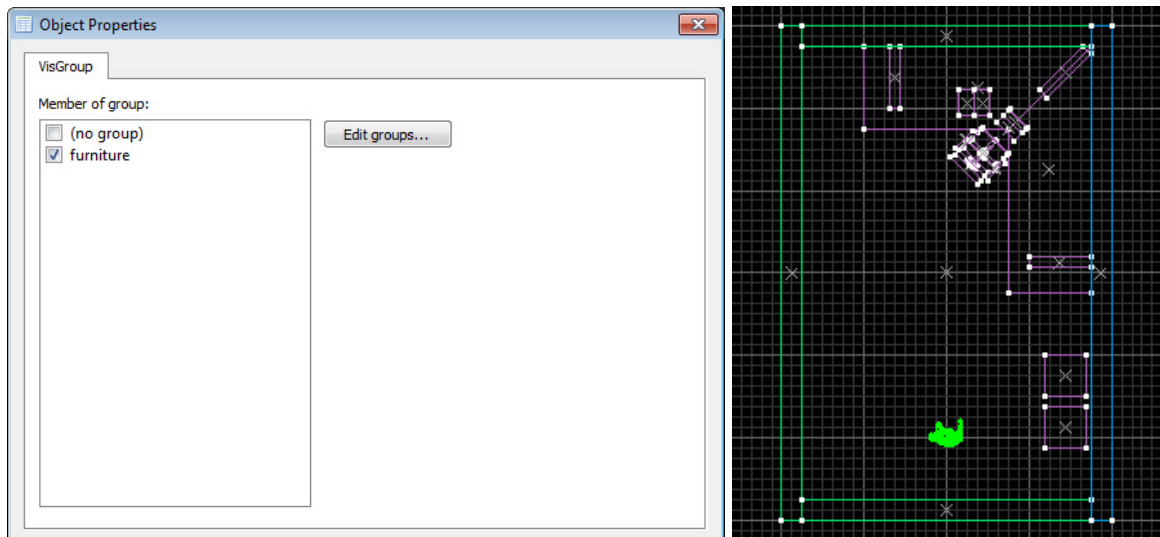 Object Properties
VisGroup
Member of group:
(no group)
furniture
Edit groups...